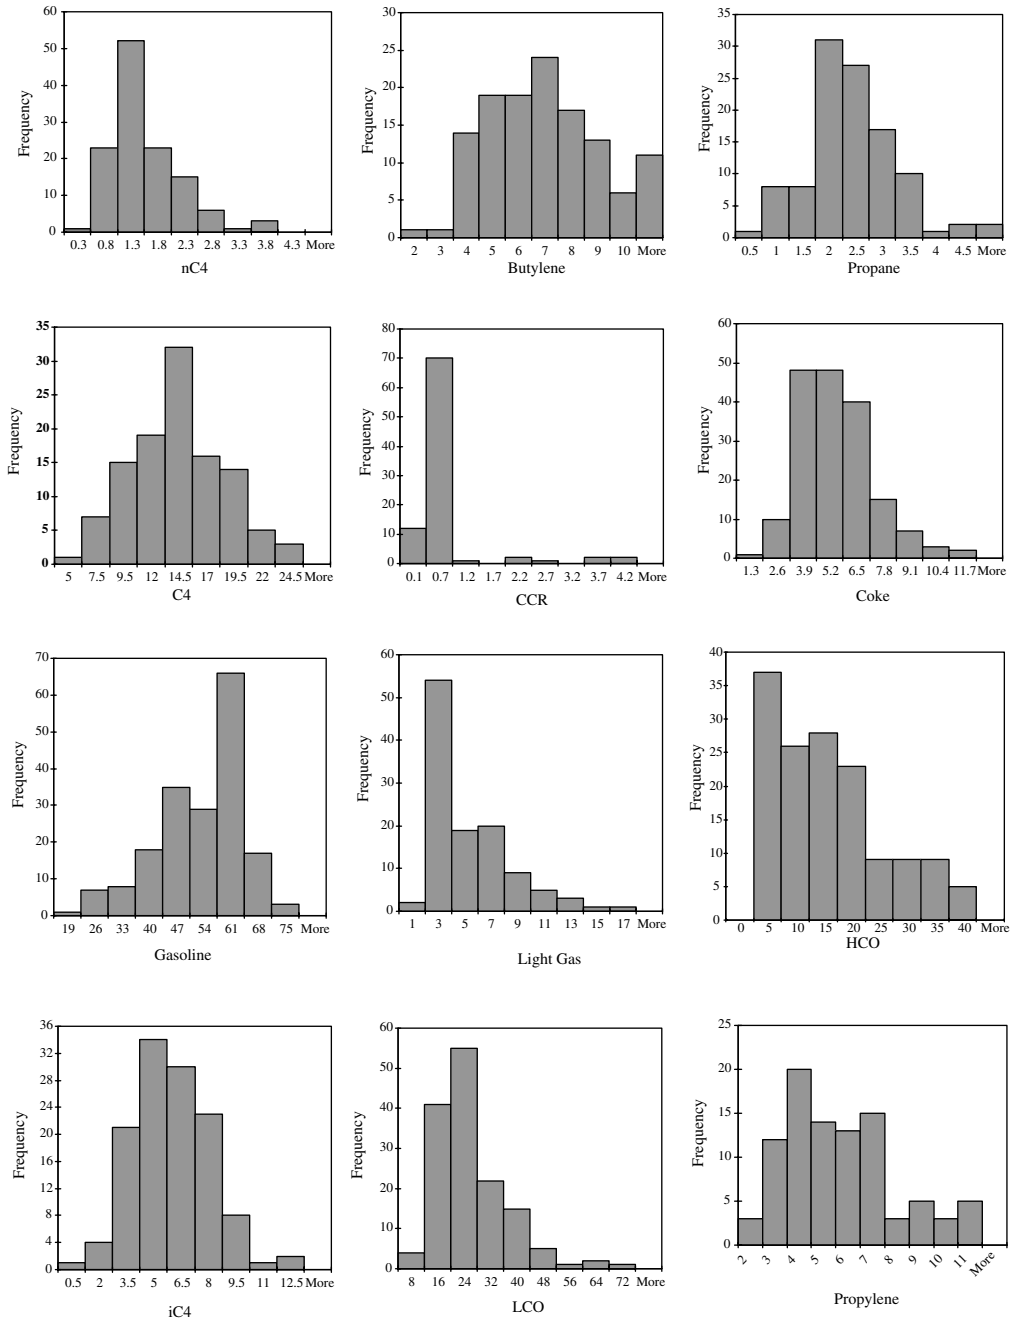 60
50
40
30
20
10
0
Frequency
0.3 0.8 1.3 1.8 2.3 2.8 3.3 3.8 4.3 More
nC4
30
25
20
15
10
5
0
Frequency
2 3 4 5 6 7 8 9 10 More
Butylene
35
30
25
20
15
10
5
0
Frequency
0.5 1 1.5 2 2.5 3 3.5 4 4.5 More
Propane
35
30
25
20
15
10
5
0
Frequency
5 7.5 9.5 12 14.5 17 19.5 22 24.5 More
C4
80
70
60
50
40
30
20
10
0
Frequency
0.1 0.7 1.2 1.7 2.2 2.7 3.2 3.7 4.2 More
CCR
60
50
40
30
20
10
0
Frequency
1.3 2.6 3.9 5.2 6.5 7.8 9.1 10.4 11.7 More
Coke
70
60
50
40
30
20
10
0
Frequency
19 26 33 40 47 54 61 68 75 More
Gasoline
60
50
40
30
20
10
0
Frequency
1 3 5 7 9 11 13 15 17 More
Light Gas
40
35
30
25
20
15
10
5
0
Frequency
0 5 10 15 20 25 30 35 40 More
HCO
36
32
28
24
20
16
12
8
4
0
Frequency
0.5 2 3.5 5 6.5 8 9.5 11 12.5 More
iC4
60
50
40
30
20
10
0
Frequency
8 16 24 32 40 48 56 64 72 More
LCO
25
20
15
10
5
0
Frequency
2 3 4 5 6 7 8 9 10 11 More
Propylene